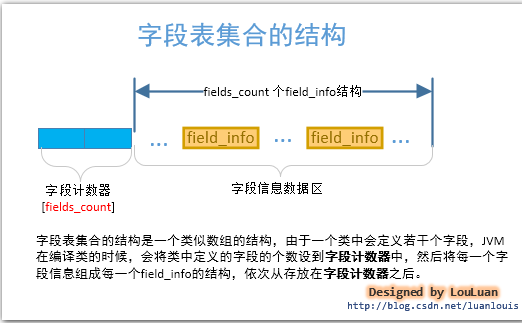 字段表集合的结构
fields_count 个field_info结构
... field_info ... field_info ...
字段计数器
[fields_count]
字段信息数据区
字段表集合的结构是一个类似数组的结构，由于一个类中会定义若干个字段，JVM
在编译类的时候，会将类中定义的字段的个数设到字段计数器中，然后将每一个字
段信息组成每一个field_info的结构，依次从存放在字段计数器之后。
Designed by LouLuan
http://blog.csdn.net/luanlouis